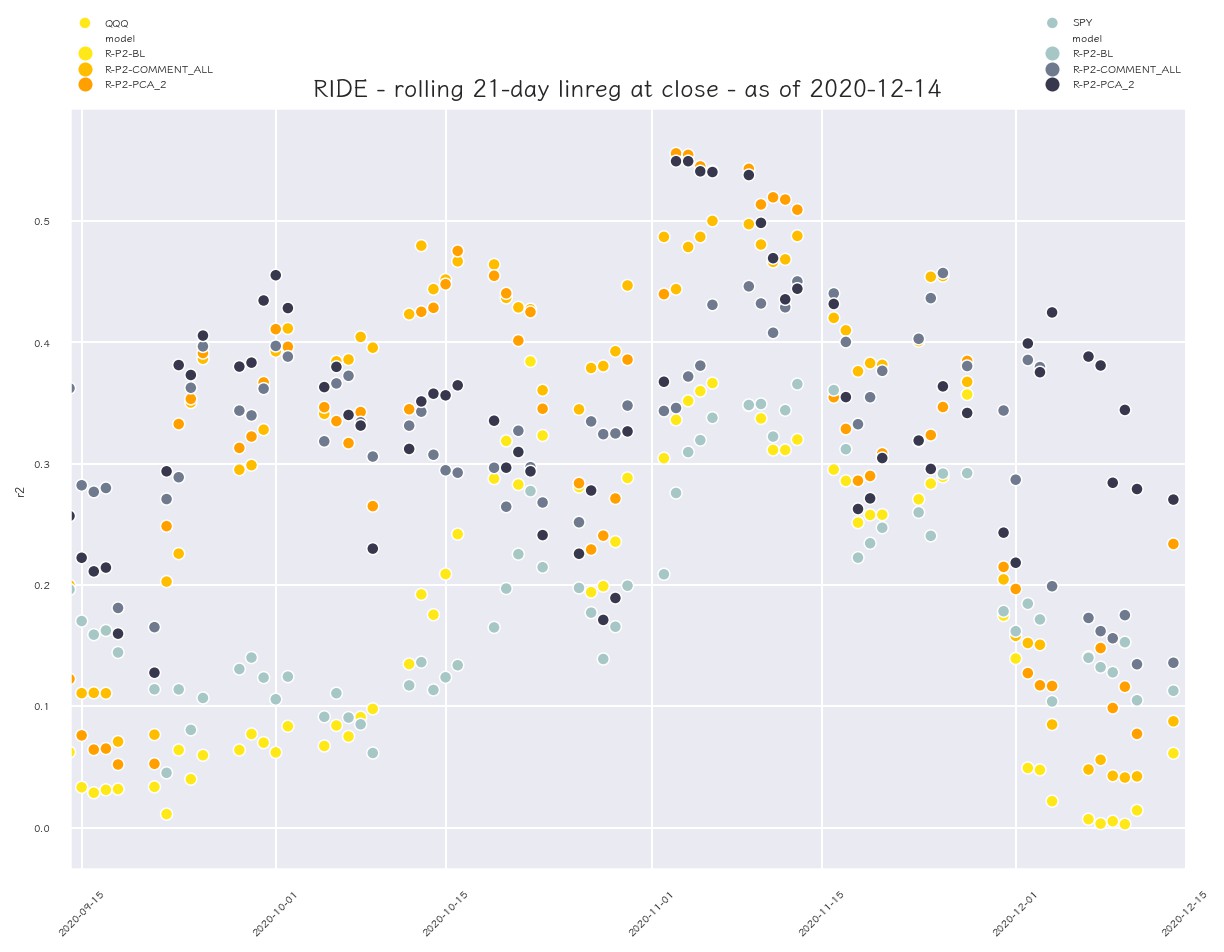 QQQ
model
R-P2-BL
R-P2-COMMENT_ALL
R-P2-PCA_2
SPY
model
R-P2-BL
R-P2-COMMENT_ALL
R-P2-PCA_2
RIDE - rolling 21-day linreg at close - as of 2020-12-14
r2
0.5
0.4
0.3
0.2
0.1
0.0
2020-09-15
2020-10-01
2020-10-15
2020-11-01
2020-11-15
2020-12-01
2020-12-15